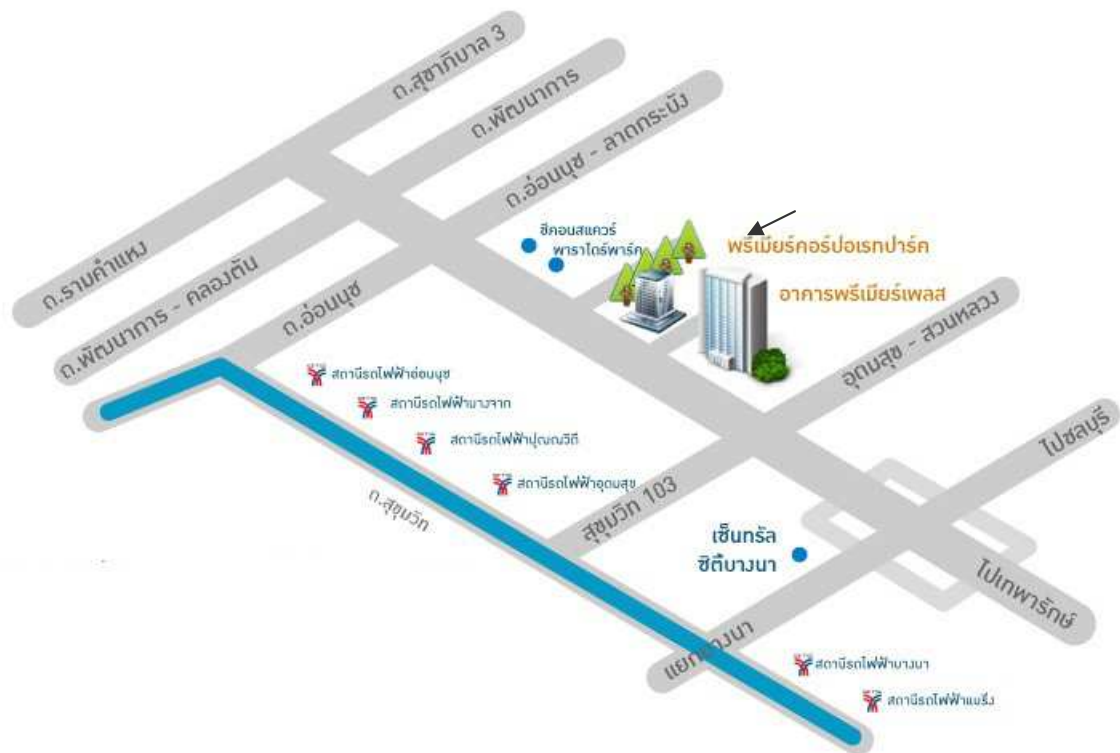 ถ.สุขาภิบาล 3
ถ.พัฒนาการ
ถ.อ่อนนุช - ลาดกระบัง
ถ.รามคำแหง
ถ.พัฒนาการ - คลองตัน
ถ.อ่อนนุช
ซีคอนสแควร์
พาราไดร์พาร์ค
พรีเมียร์คอร์ปอเรทปาร์ค
อาคารพรีเมียร์เพลส
อุดมสุข - สวนหลวง
ไปชลบุรี
สถานีรถไฟฟ้าอ่อนนุช
สถานีรถไฟฟ้าบางจาก
สถานีรถไฟฟ้าปุณณวิถี
สถานีรถไฟฟ้าอุดมสุข
ถ.สุขุมวิท
สุขุมวิท 103
เซ็นทรัล
ซิตี้บางนา
ไปเทพารักษ์
แยกบางนา
สถานีรถไฟฟ้าบางนา
สถานีรถไฟฟ้าแบริ่ง